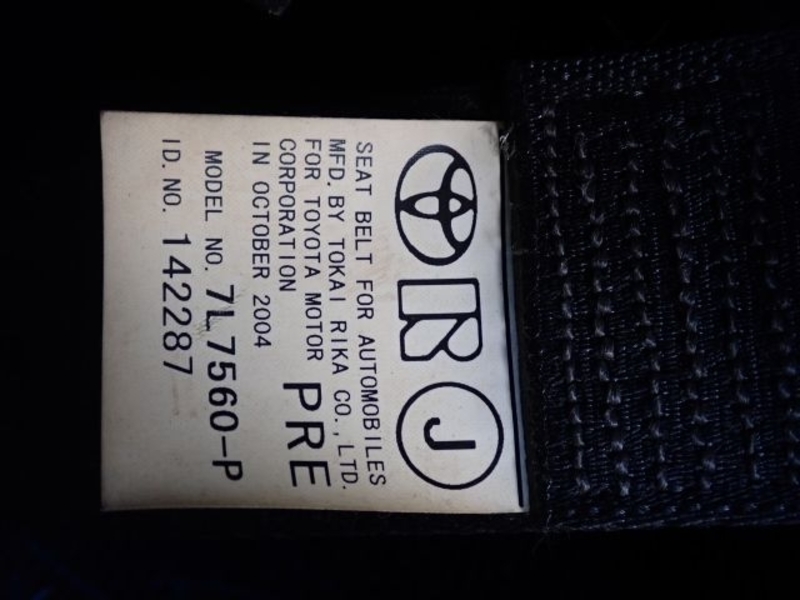 J
SEAT BELT FOR AUTOMOBILES
MFD. BY TOKAI RIKA CO., LTD.
FOR TOYOTA MOTOR
CORPORATION
IN OCTOBER 2004
PRE
MODEL NO. 7L7560-P
ID. NO. 142287